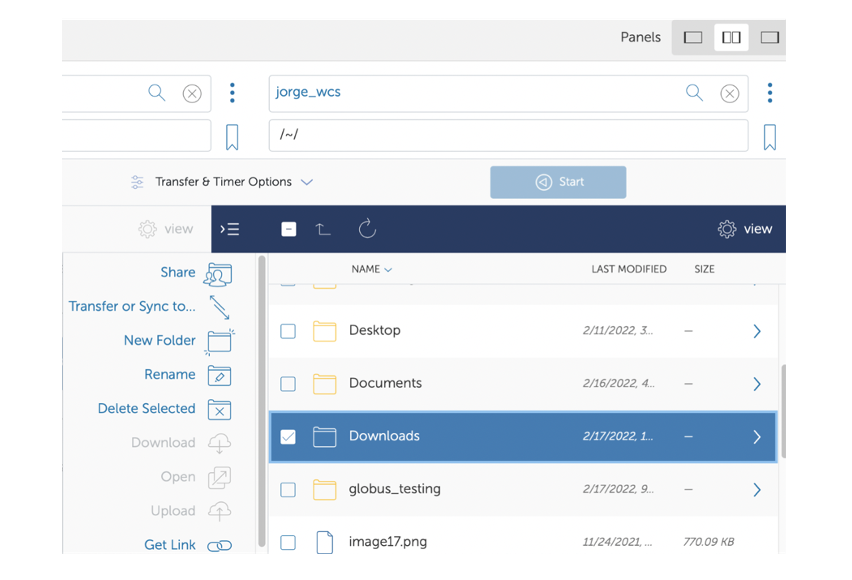 Panels
jorge_wcs
/~/
Transfer & Timer Options
Start
view
view
Share
Transfer or Sync to...
New Folder
Rename
Delete Selected
Download
Open
Upload
Get Link
NAME LAST MODIFIED SIZE
Desktop 2/11/2022, 3... –
Documents 2/16/2022, 4... –
Downloads 2/17/2022, 1... –
globus_testing 2/17/2022, 9... –
image17.png 11/24/2021, ... 770.09 KB